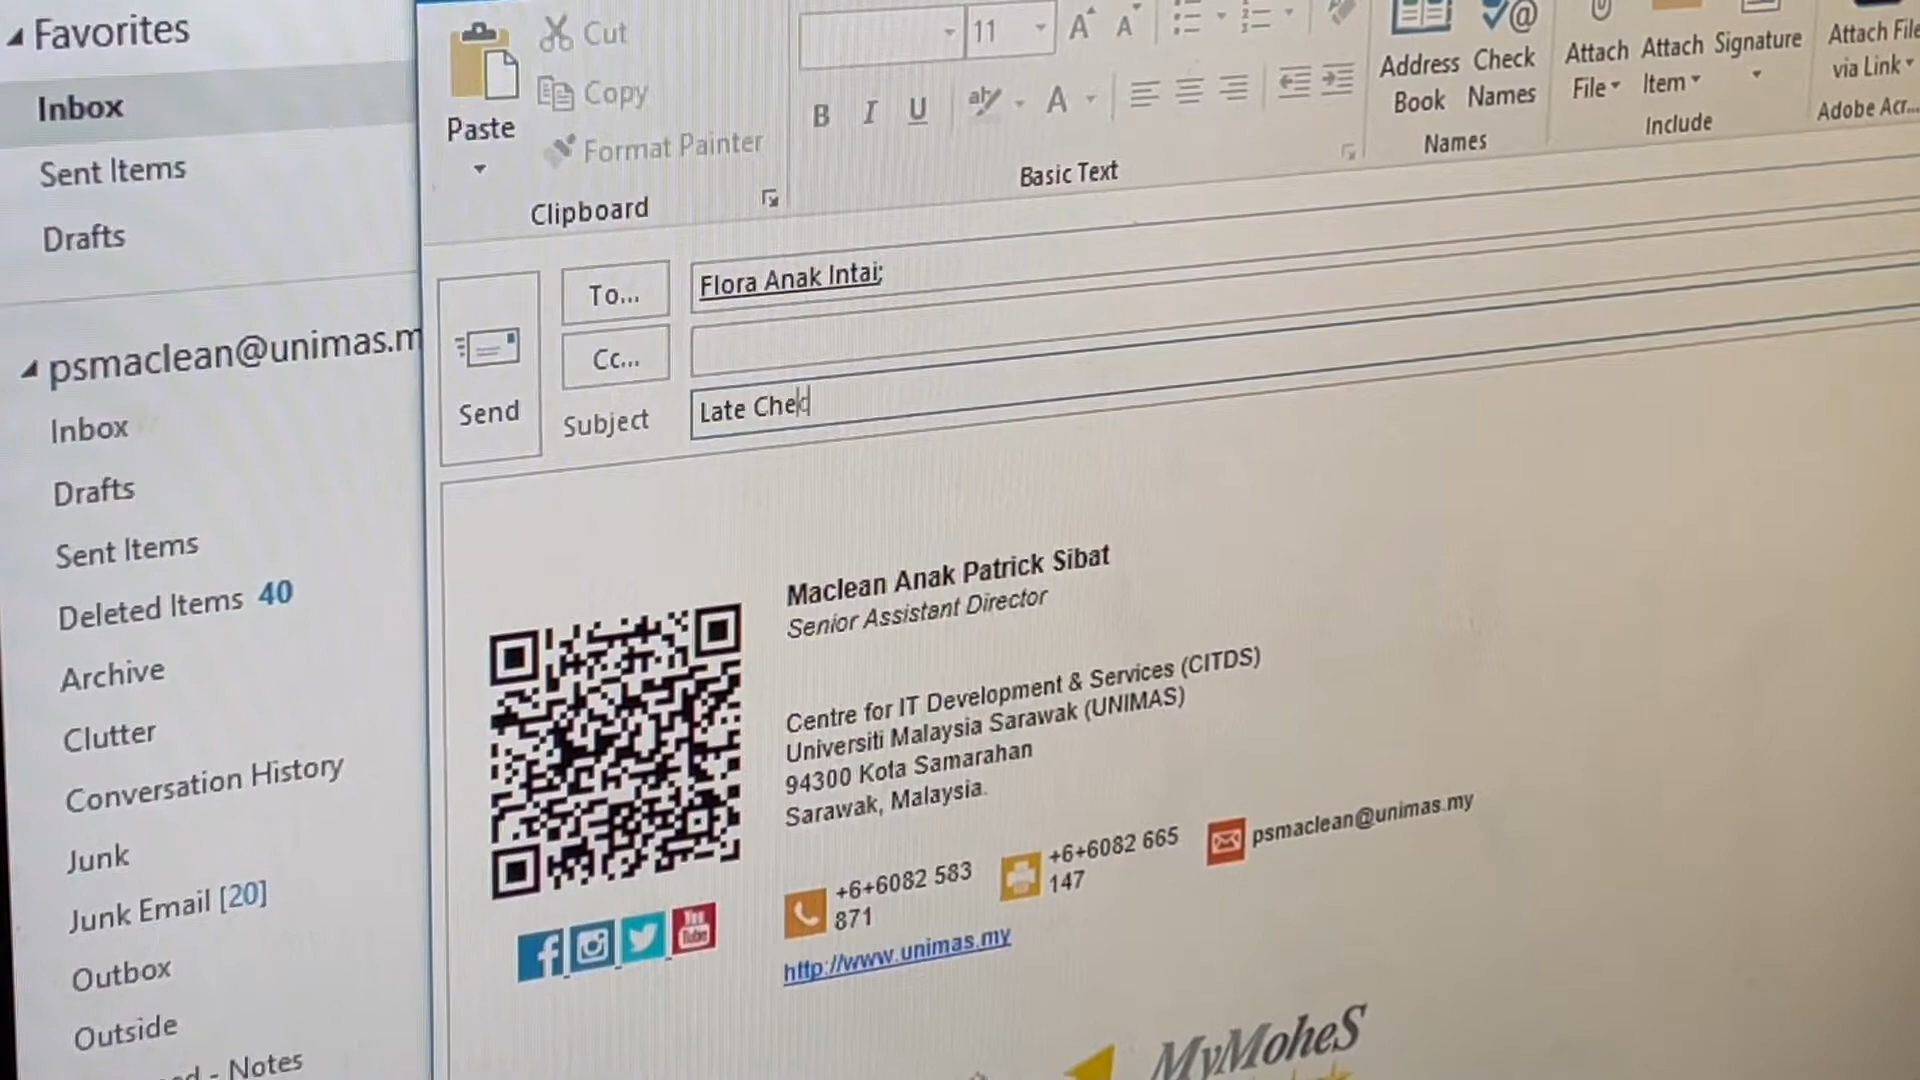 Favorites
Inbox
Sent Items
Drafts
psmaclean@unimas.m
Inbox
Drafts
Sent Items
Deleted Items 40
Archive
Clutter
Conversation History
Junk
Junk Email [20]
Outbox
Outside
- Notes
Paste
Cut
Copy
Format Painter
Clipboard
11
B I U
Basic Text
Address Book
Check Names
Names
Attach File
Attach Item
Signature
Include
Attach File via Link
Adobe Acr...
Send
To...
Flora Anak Intai;
Cc...
Subject
Late Chec
Maclean Anak Patrick Sibat
Senior Assistant Director
Centre for IT Development & Services (CITDS)
Universiti Malaysia Sarawak (UNIMAS)
94300 Kota Samarahan
Sarawak, Malaysia.
+6+6082 583 871
+6+6082 665 147
psmaclean@unimas.my
You Tube
http://www.unimas.my
MyMoheS